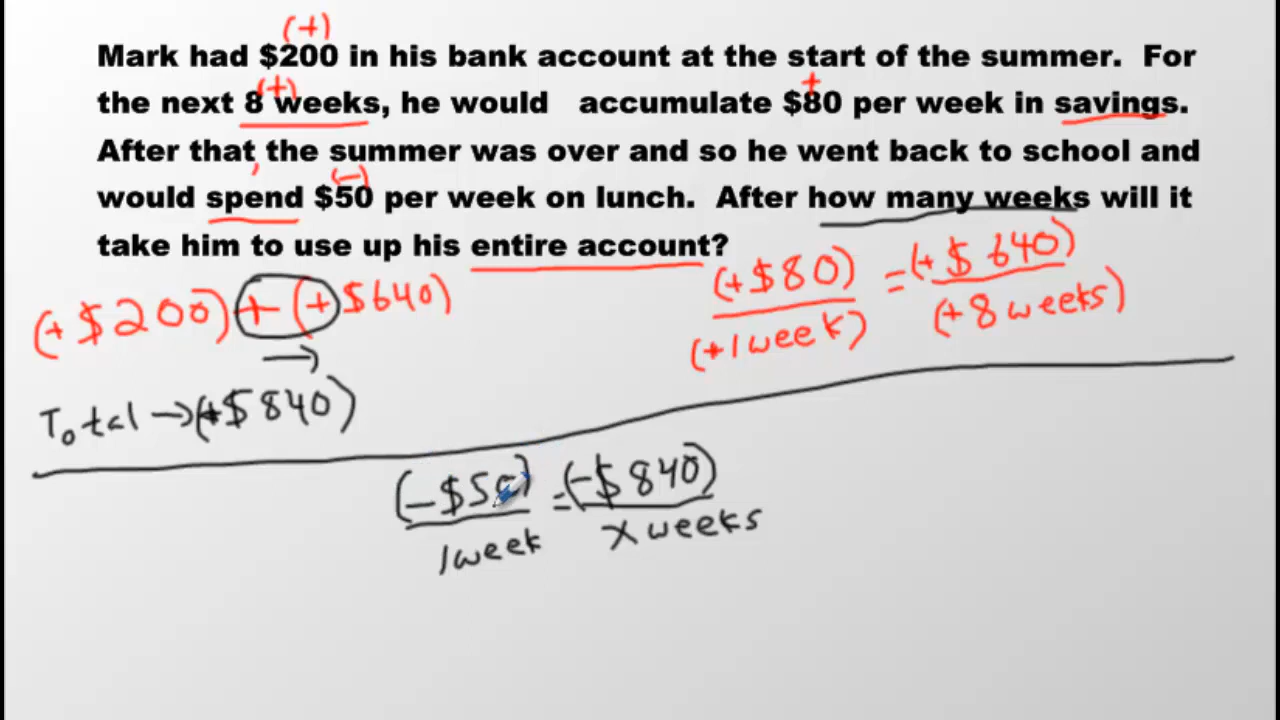 (+)
Mark had $200 in his bank account at the start of the summer. For
(+) +
the next 8 weeks, he would accumulate $80 per week in savings.
After that, the summer was over and so he went back to school and
(−)
would spend $50 per week on lunch. After how many weeks will it
take him to use up his entire account?
(+$80) = (+$640)
(+1week) (+8 weeks)
(+$200) + (+$640)
→
Total → (+$840)
(−$50) = (−$840)
1week x weeks